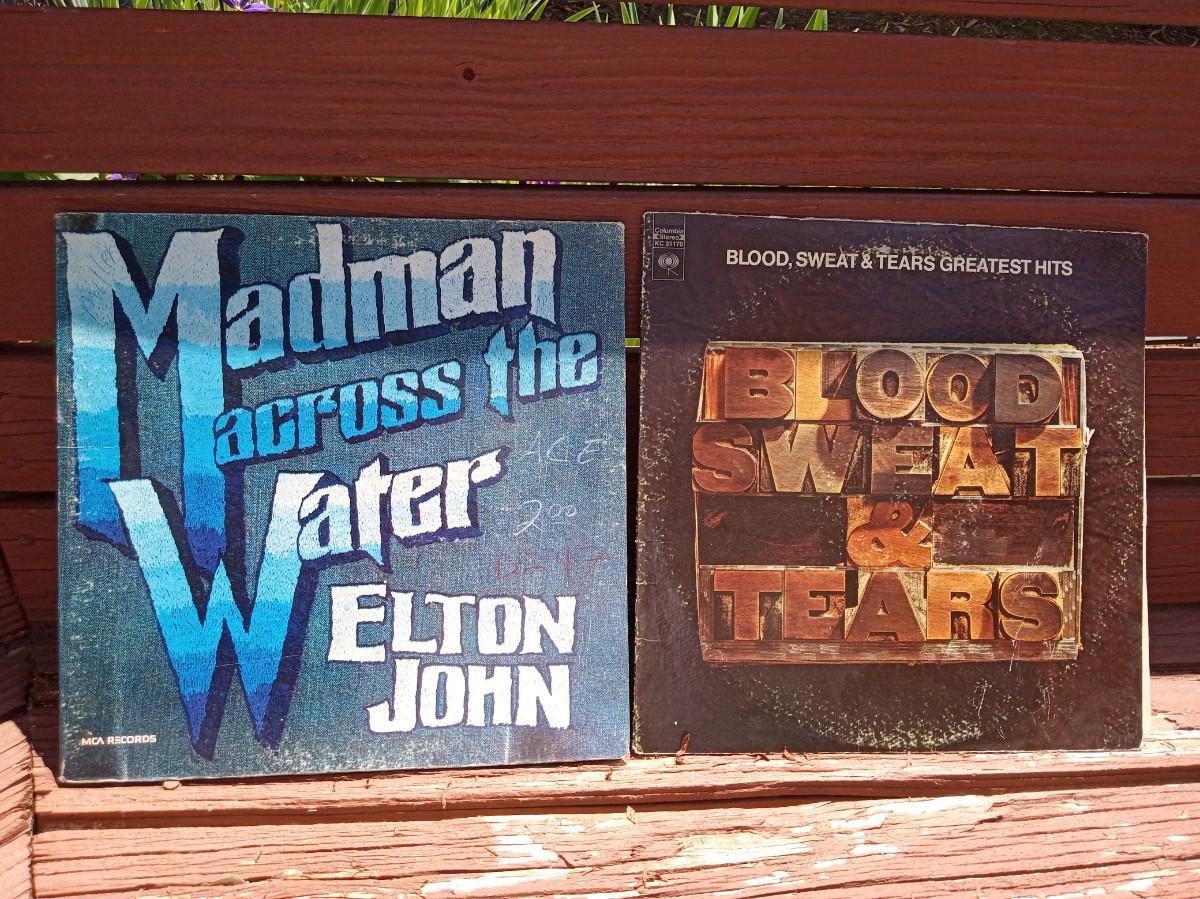 Madman
across the
Water
ACE
2⁰⁰
ELTON
JOHN
MCA RECORDS
Columbia
Stereo
KC 31170
BLOOD, SWEAT & TEARS GREATEST HITS
BLOOD
SWEAT
&
TEARS